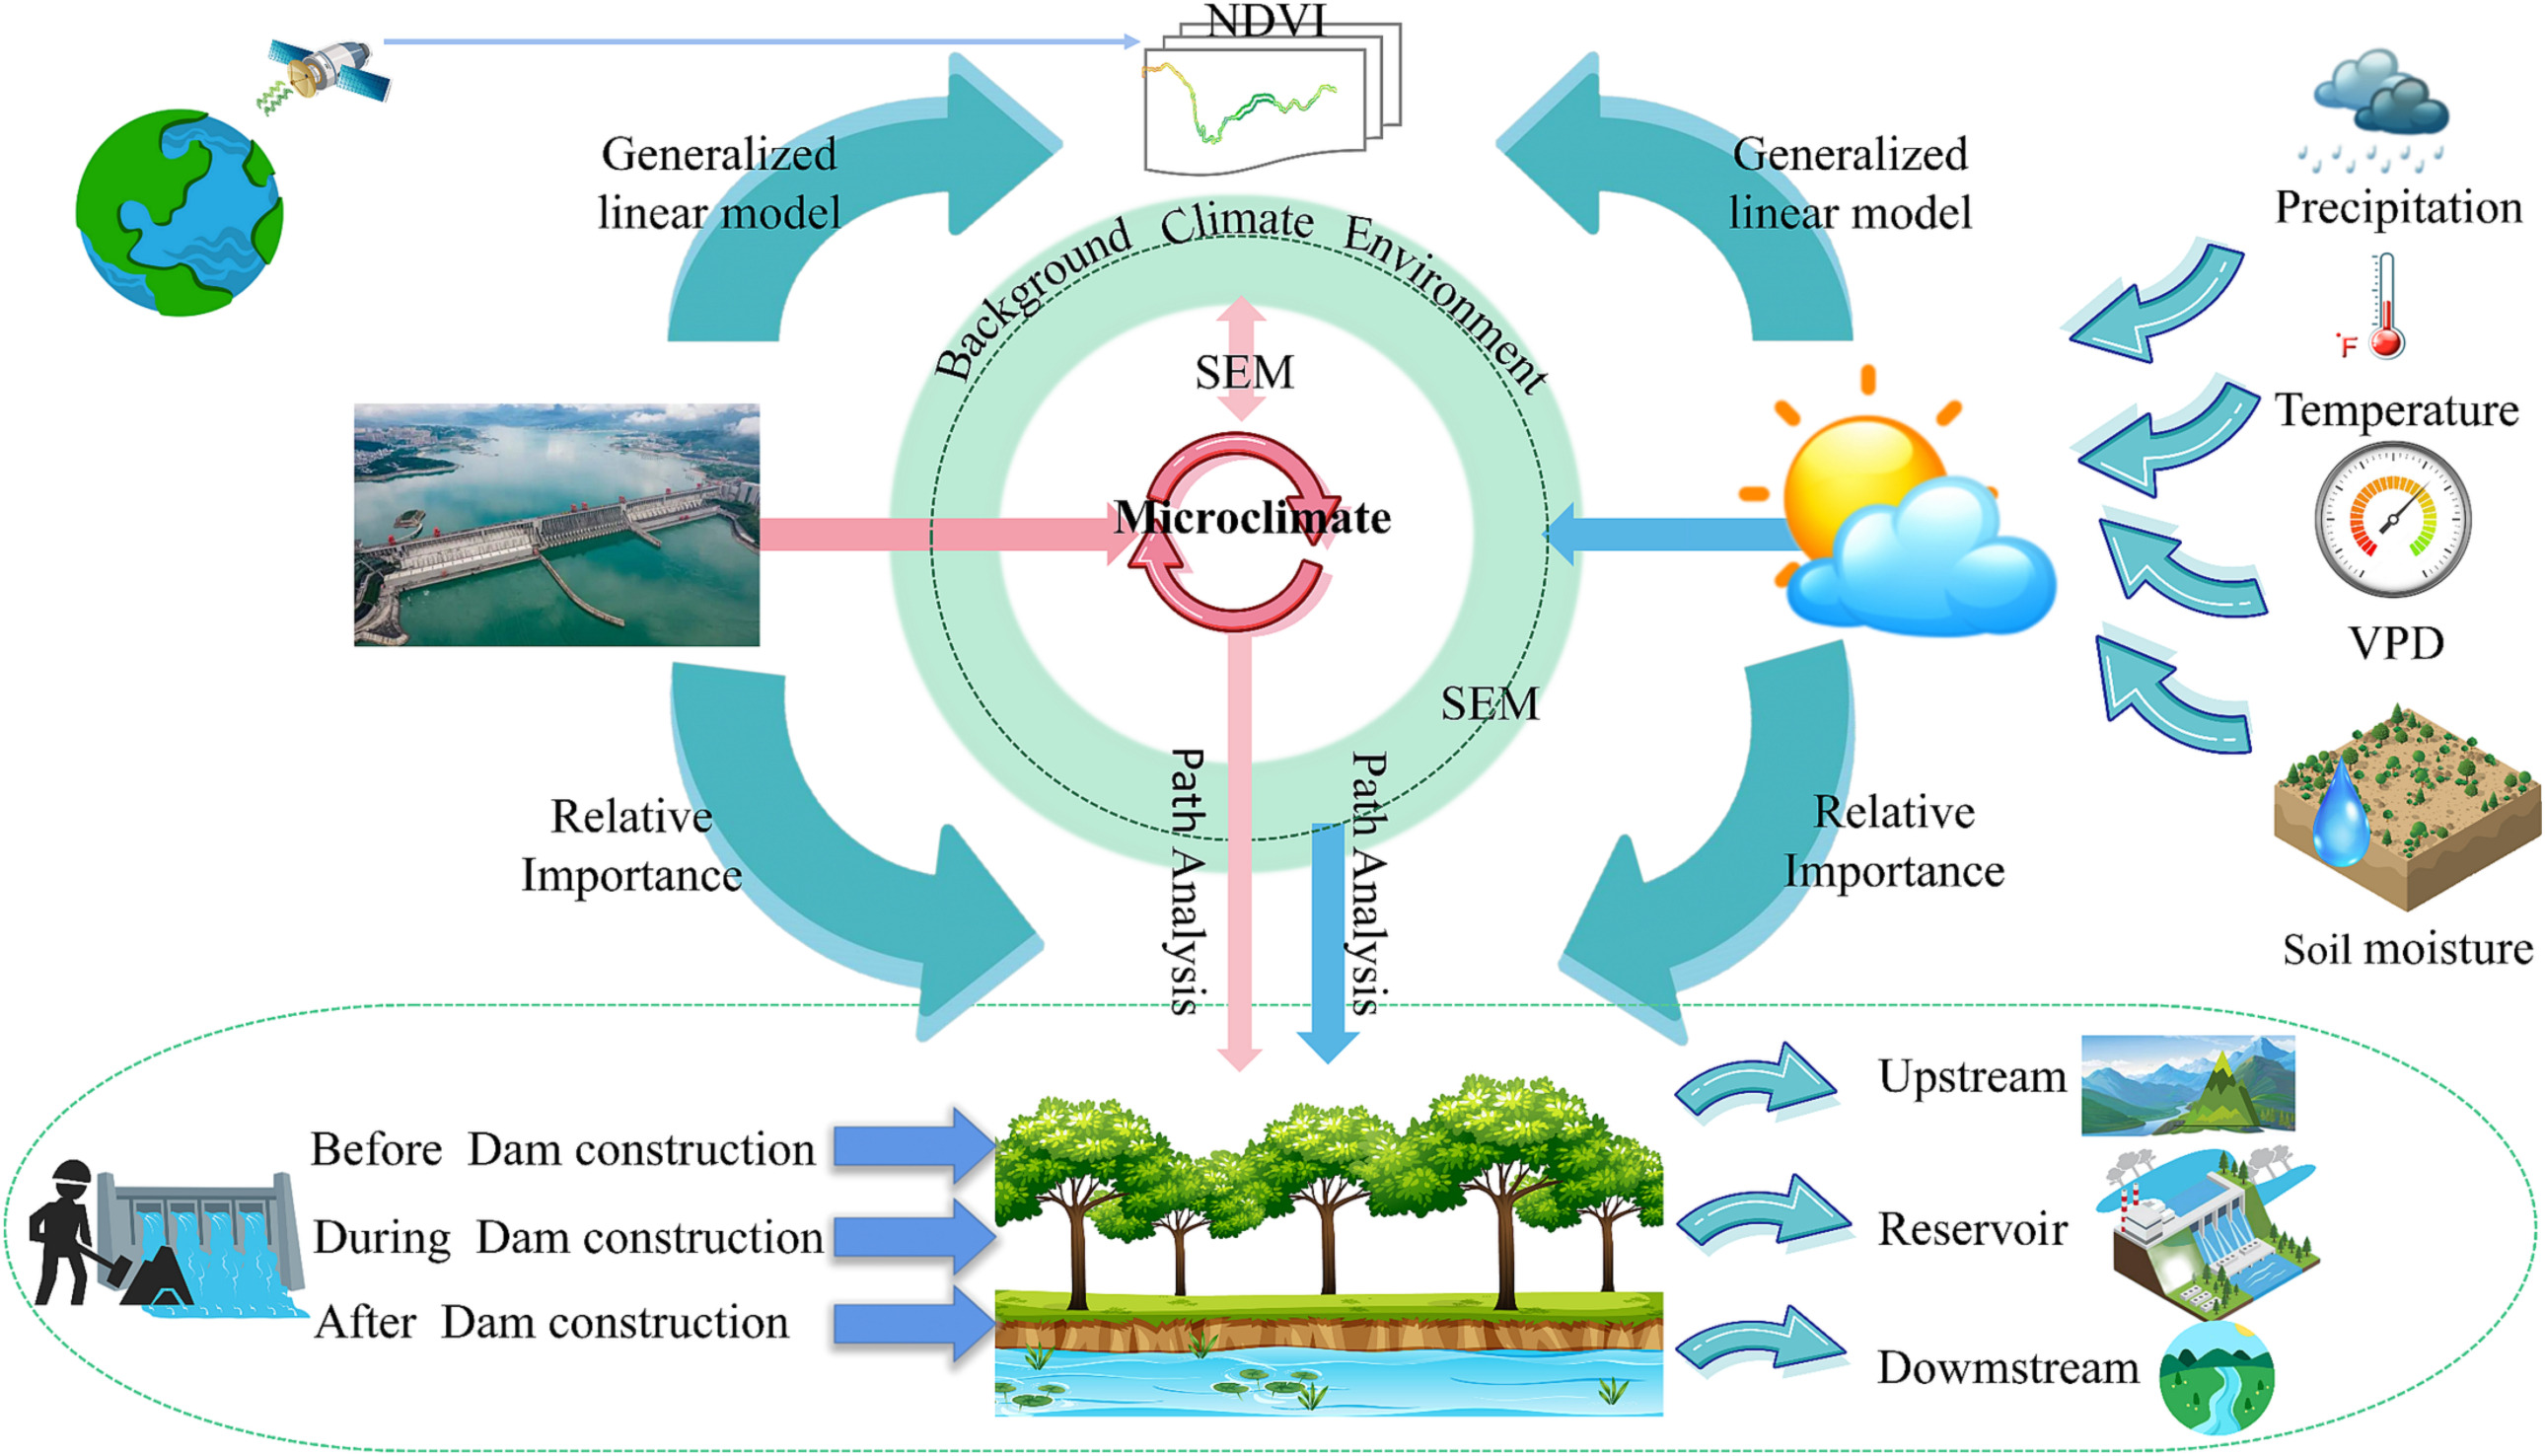 NDVI
Generalized
linear model
Generalized
linear model
Precipitation
°F
Temperature
VPD
Soil moisture
Background Climate Environment
SEM
Microclimate
SEM
Path Analysis
Path Analysis
Relative
Importance
Relative
Importance
Before Dam construction
During Dam construction
After Dam construction
Upstream
Reservoir
Dowmstream